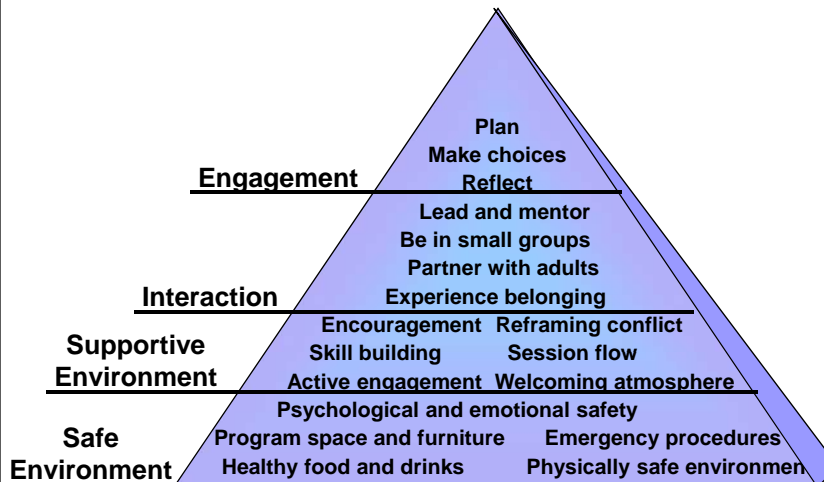 Plan
Make choices
Engagement
Reflect
Lead and mentor
Be in small groups
Partner with adults
Interaction
Experience belonging
Encouragement Reframing conflict
Supportive
Environment
Skill building Session flow
Active engagement Welcoming atmosphere
Psychological and emotional safety
Safe
Environment
Program space and furniture Emergency procedures
Healthy food and drinks Physically safe environmen